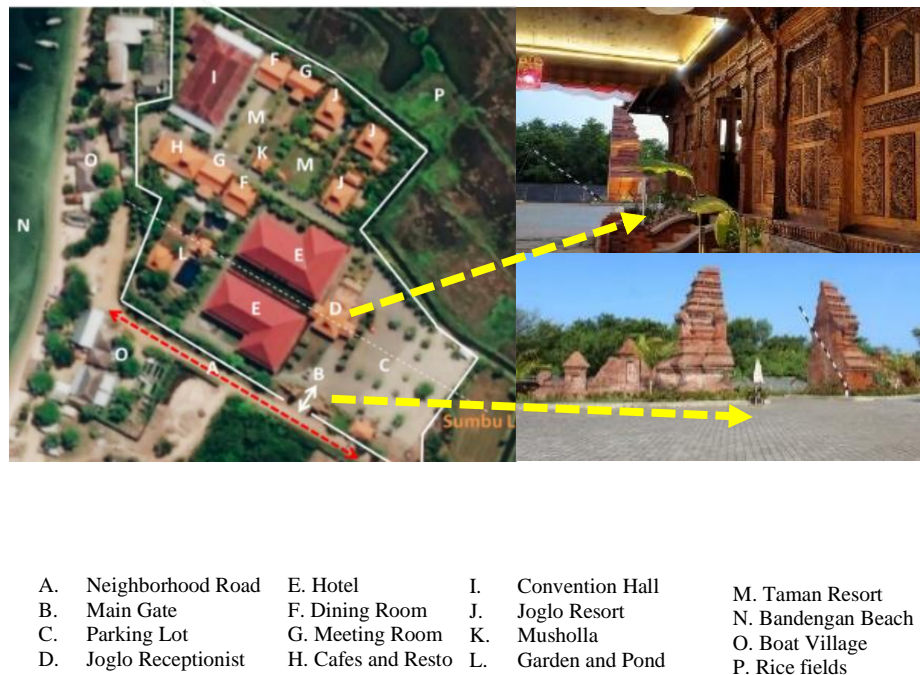 F
G
I
J
P
M
J
H
G
K
M
O
F
J
N
L
E
E
D
O
A
B
C
Sumbu L
A. Neighborhood Road E. Hotel I. Convention Hall M. Taman Resort
B. Main Gate F. Dining Room J. Joglo Resort N. Bandengan Beach
C. Parking Lot G. Meeting Room K. Musholla O. Boat Village
D. Joglo Receptionist H. Cafes and Resto L. Garden and Pond P. Rice fields